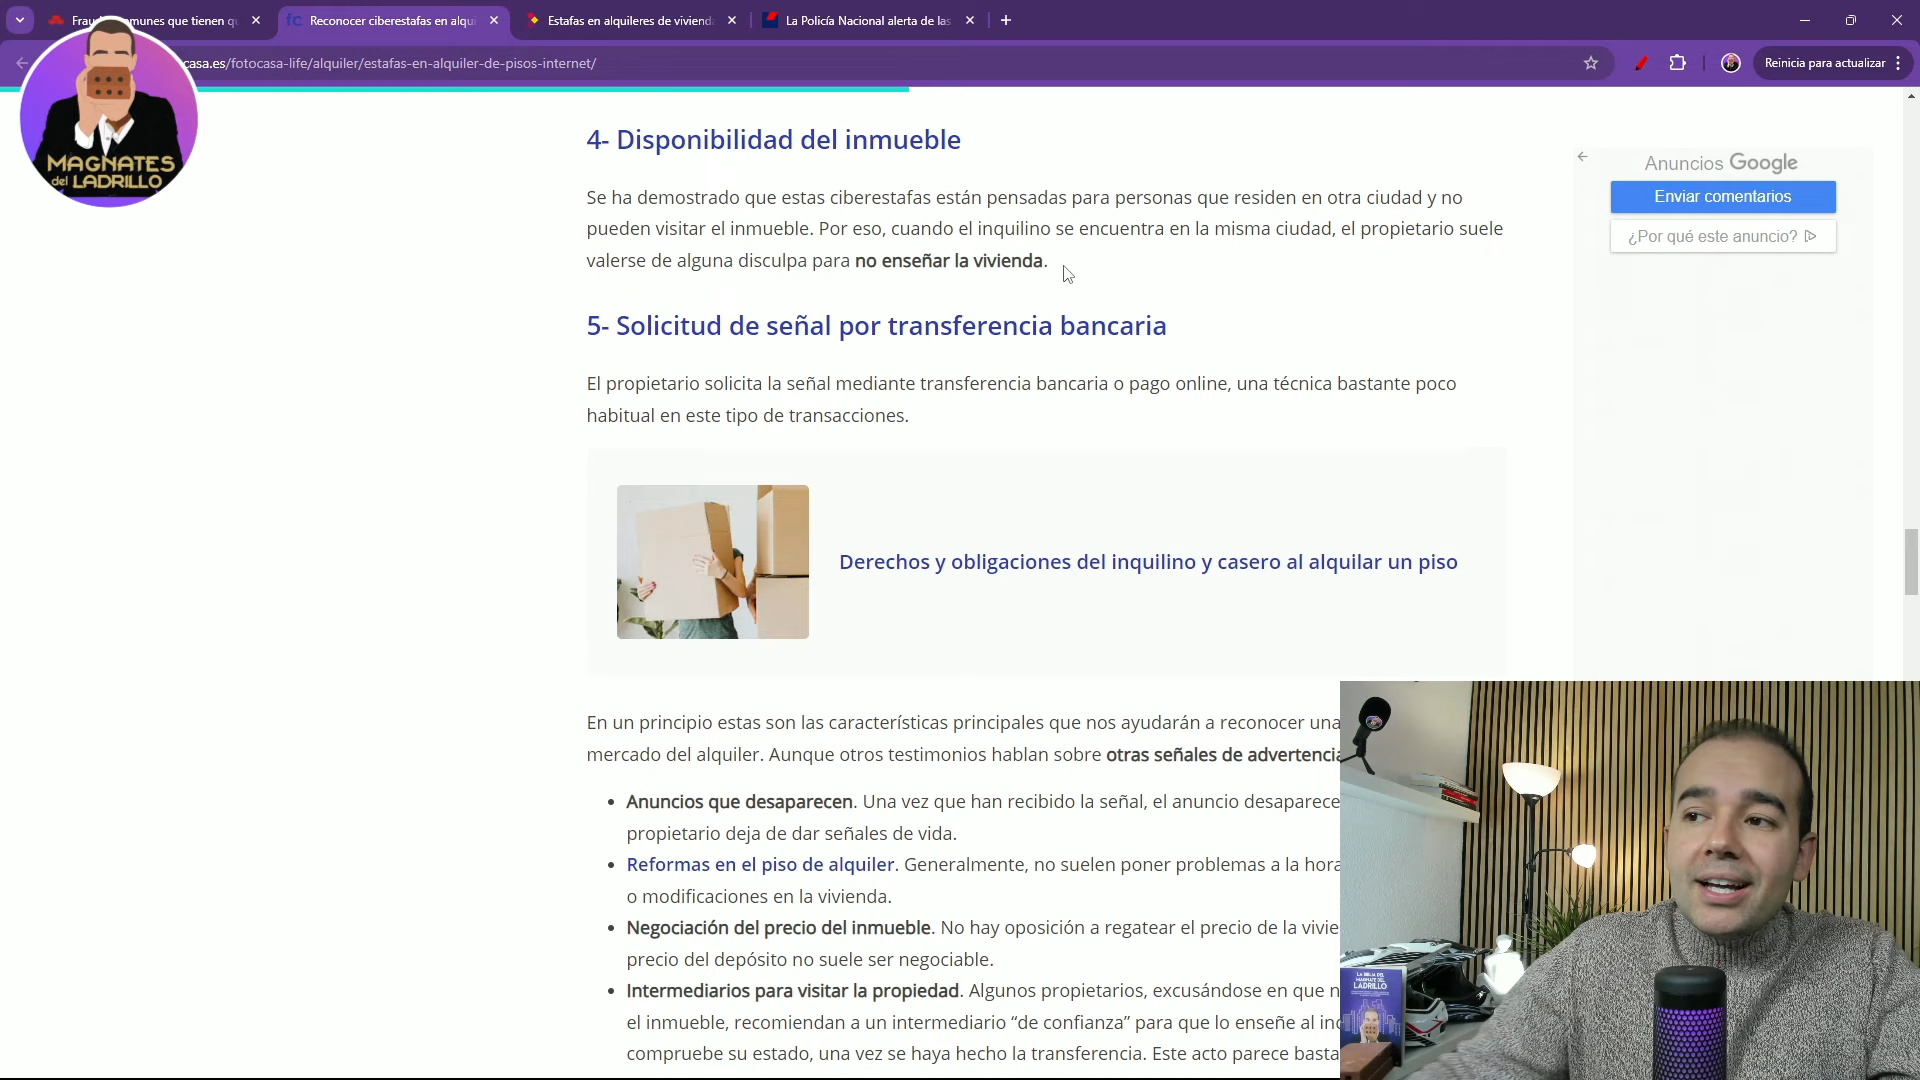 Reconocer ciberestafas en alqui
Estafas en alquileres de viviend
La Policía Nacional alerta de las
casa.es/fotocasa-life/alquiler/estafas-en-alquiler-de-pisos-internet/
Reinicia para actualizar
MAGNATES
del LADRILLO
4- Disponibilidad del inmueble
Se ha demostrado que estas ciberestafas están pensadas para personas que residen en otra ciudad y no
pueden visitar el inmueble. Por eso, cuando el inquilino se encuentra en la misma ciudad, el propietario suele
valerse de alguna disculpa para no enseñar la vivienda.
5- Solicitud de señal por transferencia bancaria
El propietario solicita la señal mediante transferencia bancaria o pago online, una técnica bastante poco
habitual en este tipo de transacciones.
Derechos y obligaciones del inquilino y casero al alquilar un piso
En un principio estas son las características principales que nos ayudarán a reconocer una
mercado del alquiler. Aunque otros testimonios hablan sobre otras señales de advertencia
Anuncios que desaparecen. Una vez que han recibido la señal, el anuncio desaparece
propietario deja de dar señales de vida.
Reformas en el piso de alquiler. Generalmente, no suelen poner problemas a la hora
o modificaciones en la vivienda.
Negociación del precio del inmueble. No hay oposición a regatear el precio de la vivie
precio del depósito no suele ser negociable.
Intermediarios para visitar la propiedad. Algunos propietarios, excusándose en que n
el inmueble, recomiendan a un intermediario “de confianza” para que lo enseñe al inq
compruebe su estado, una vez se haya hecho la transferencia. Este acto parece basta
Anuncios Google
Enviar comentarios
¿Por qué este anuncio?
LA BIBLIA DEL
MAGNATE DEL
LADRILLO